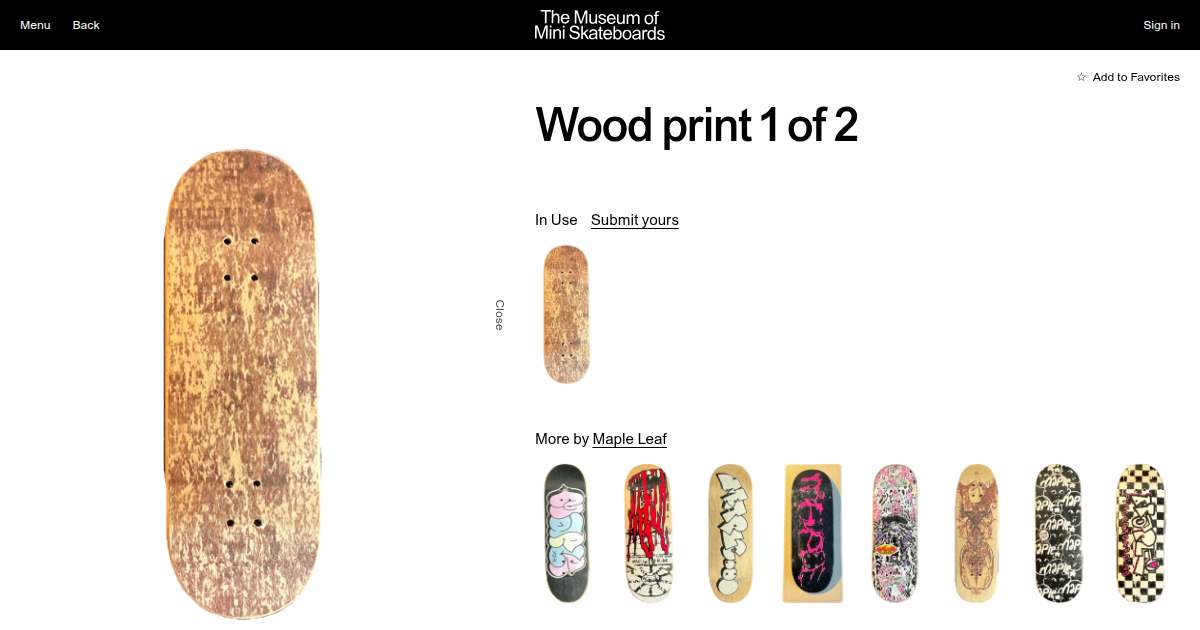 Menu
Back
The Museum of
Mini Skateboards
Sign in
☆ Add to Favorites
Wood print 1 of 2
In Use
Submit yours
Close
More by Maple Leaf